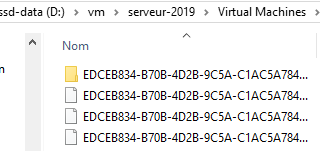 ssd-data (D:) > vm > serveur-2019 > Virtual Machines >
Nom
EDCEB834-B70B-4D2B-9C5A-C1AC5A784...
EDCEB834-B70B-4D2B-9C5A-C1AC5A784...
EDCEB834-B70B-4D2B-9C5A-C1AC5A784...
EDCEB834-B70B-4D2B-9C5A-C1AC5A784...